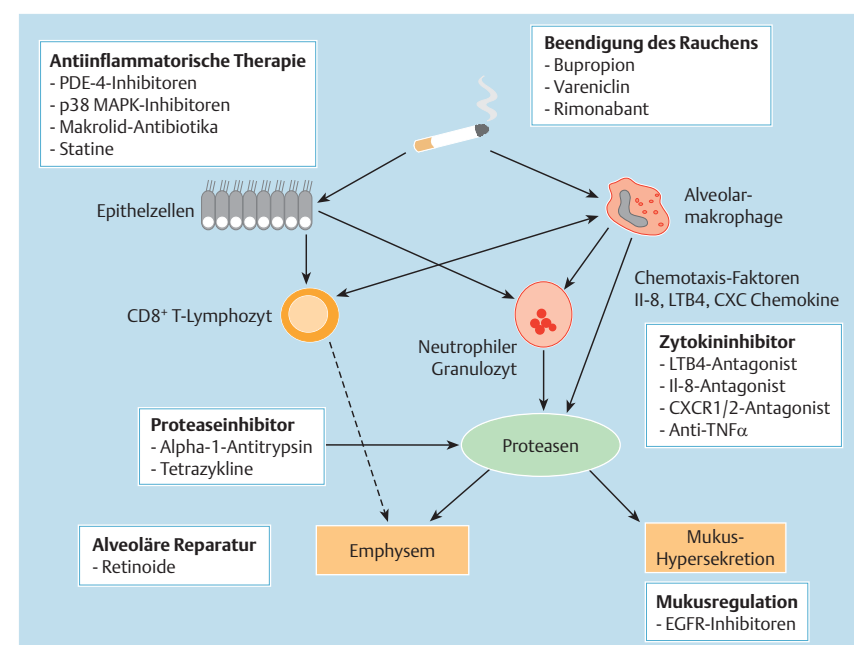 Antiinflammatorische Therapie
- PDE-4-Inhibitoren
- p38 MAPK-Inhibitoren
- Makrolid-Antibiotika
- Statine
Beendigung des Rauchens
- Bupropion
- Vareniclin
- Rimonabant
Epithelzellen
Alveolar-
makrophage
CD8⁺ T-Lymphozyt
Neutrophiler
Granulozyt
Chemotaxis-Faktoren
Il-8, LTB4, CXC Chemokine
Zytokininhibitor
- LTB4-Antagonist
- Il-8-Antagonist
- CXCR1/2-Antagonist
- Anti-TNFα
Proteaseinhibitor
- Alpha-1-Antitrypsin
- Tetrazykline
Proteasen
Alveoläre Reparatur
- Retinoide
Emphysem
Mukus-
Hypersekretion
Mukusregulation
- EGFR-Inhibitoren